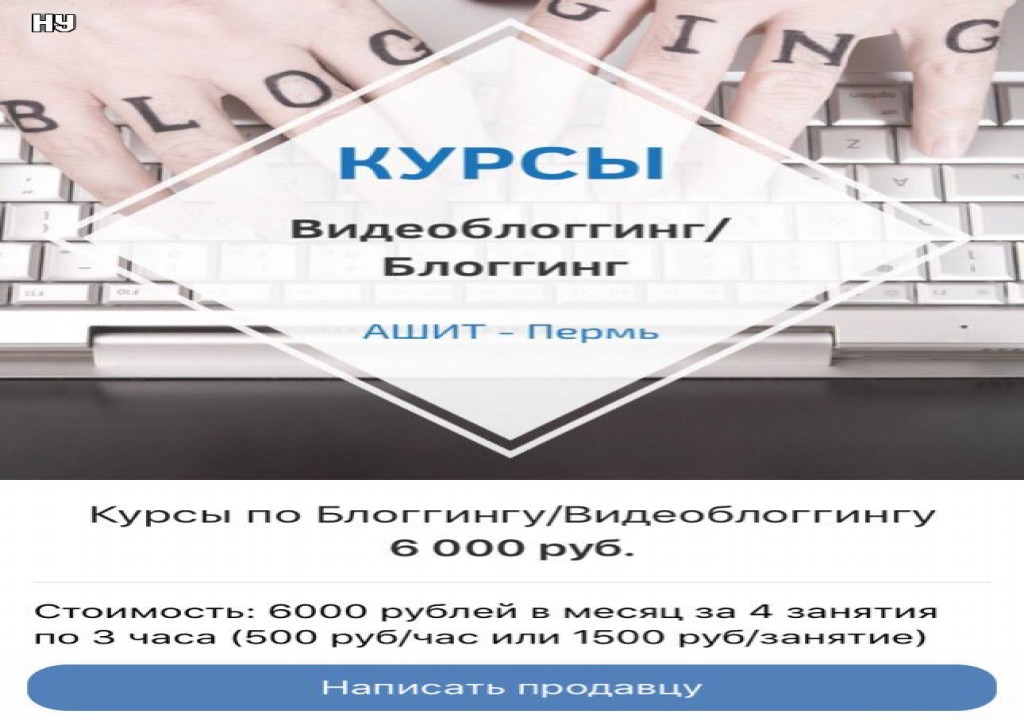 НУ
BLOGGING
КУРСЫ
Видеоблоггинг/
Блоггинг
АШИТ - Пермь
Курсы по Блоггингу/Видеоблоггингу
6 000 руб.
Стоимость: 6000 рублей в месяц за 4 занятия
по 3 часа (500 руб/час или 1500 руб/занятие)
Написать продавцу